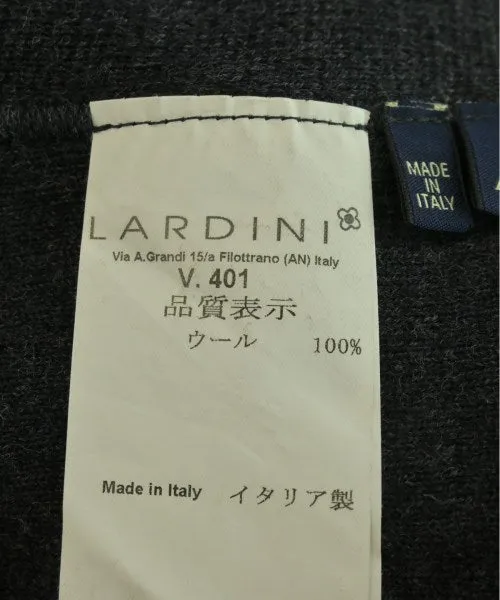 LARDINI
Via A.Grandi 15/a Filottrano (AN) Italy
V. 401
品質表示
ウール 100%
Made in Italy イタリア製
MADE
IN
ITALY